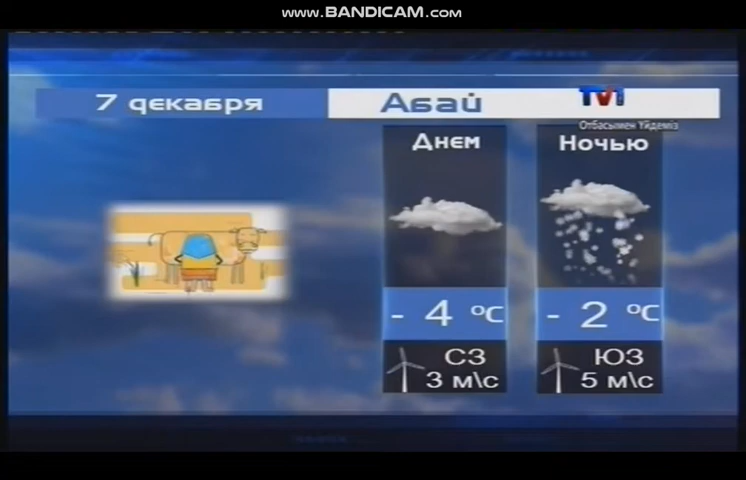 www.BANDICAM.com
7 декабря
Абай
TV1
Отбасымен Үйдеміз
Днем
Ночью
- 4 °C
- 2 °C
СЗ
3 м\с
ЮЗ
5 м\с